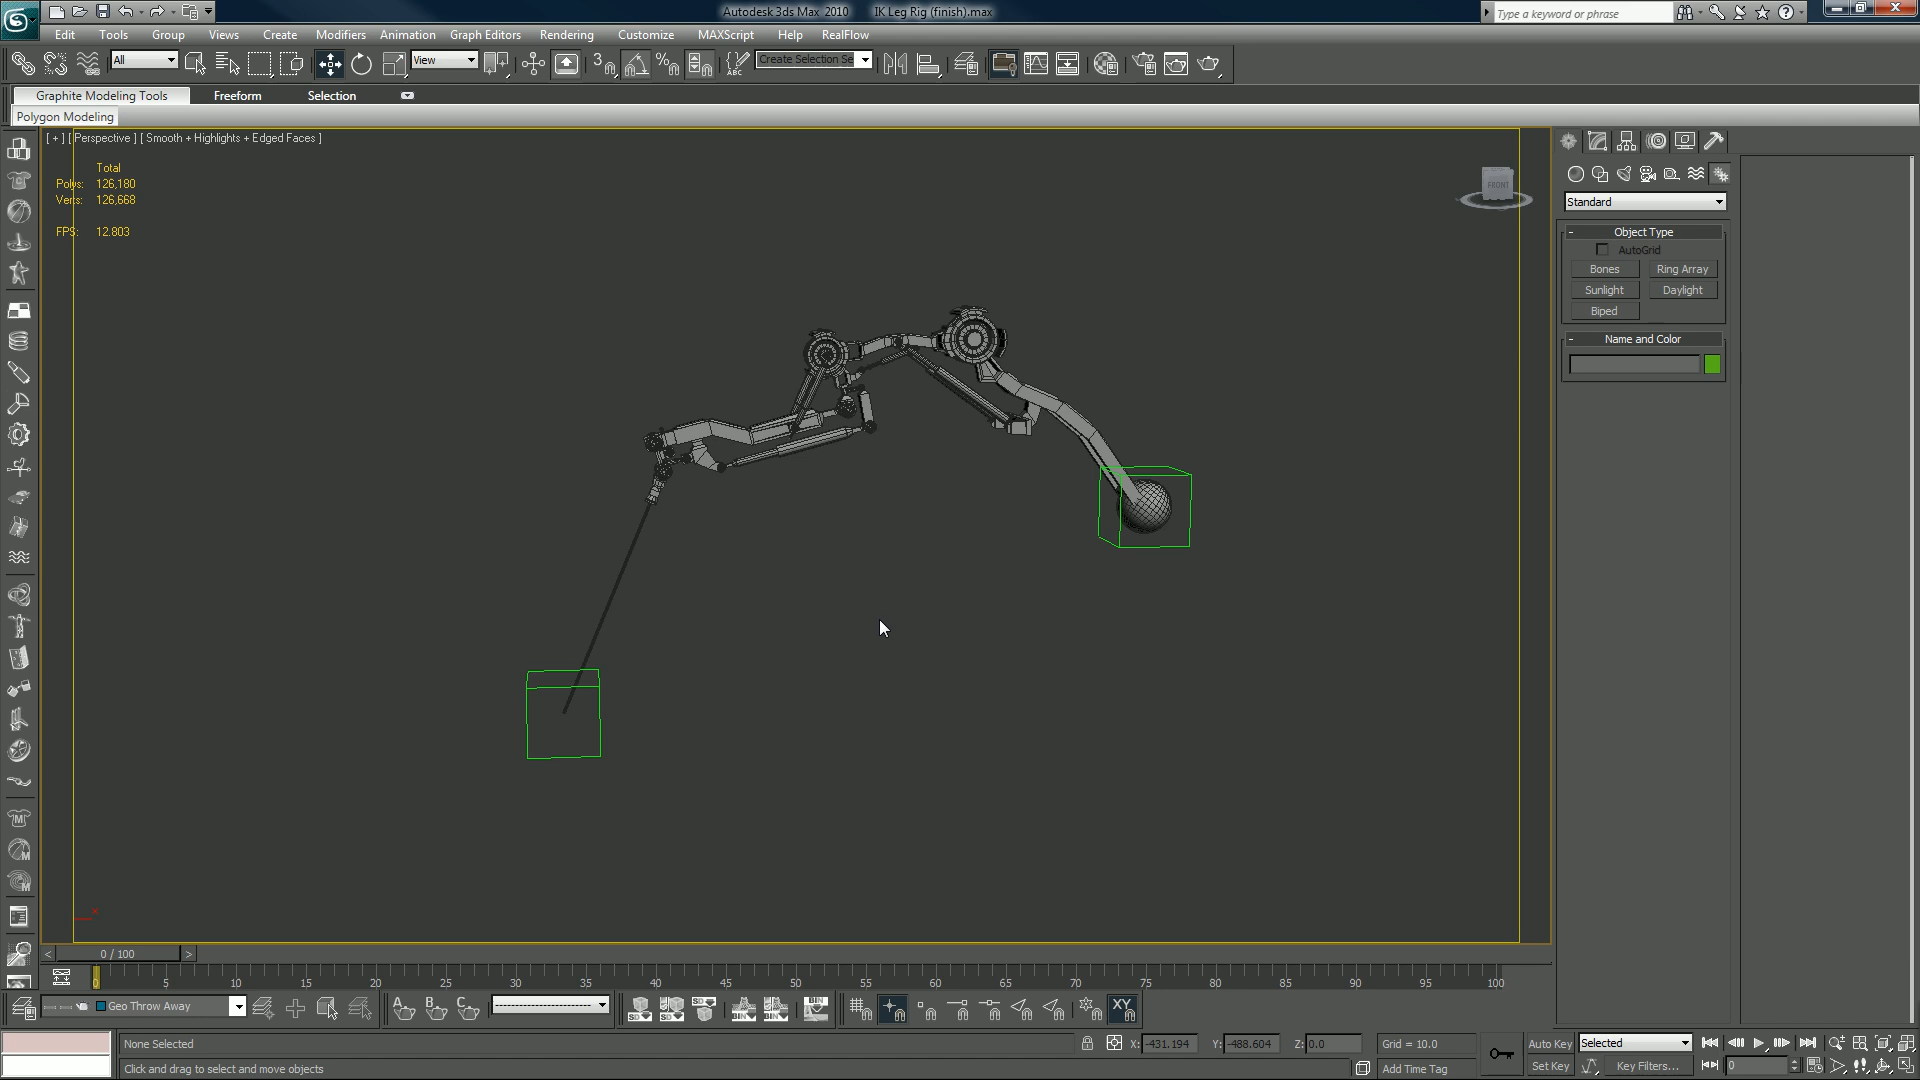 Autodesk 3ds Max 2010 IK Leg Rig (finish).max
Type a keyword or phrase
Edit Tools Group Views Create Modifiers Animation Graph Editors Rendering Customize MAXScript Help RealFlow
All View Create Selection Se
Graphite Modeling Tools Freeform Selection
Polygon Modeling
[ + ] [ Perspective ] [ Smooth + Highlights + Edged Faces ]
Total
Polys: 126,180
Verts: 126,668
FPS: 12.803
FRONT
Standard
- Object Type
AutoGrid
Bones Ring Array
Sunlight Daylight
Biped
- Name and Color
x
< 0 / 100 >
0 5 10 15 20 25 30 35 40 45 50 55 60 65 70 75 80 85 90 95 100
Geo Throw Away A B C XY
None Selected X: -431.194 Y: -488.604 Z: 0.0 Grid = 10.0 Auto Key Selected
Click and drag to select and move objects Add Time Tag Set Key Key Filters... 0